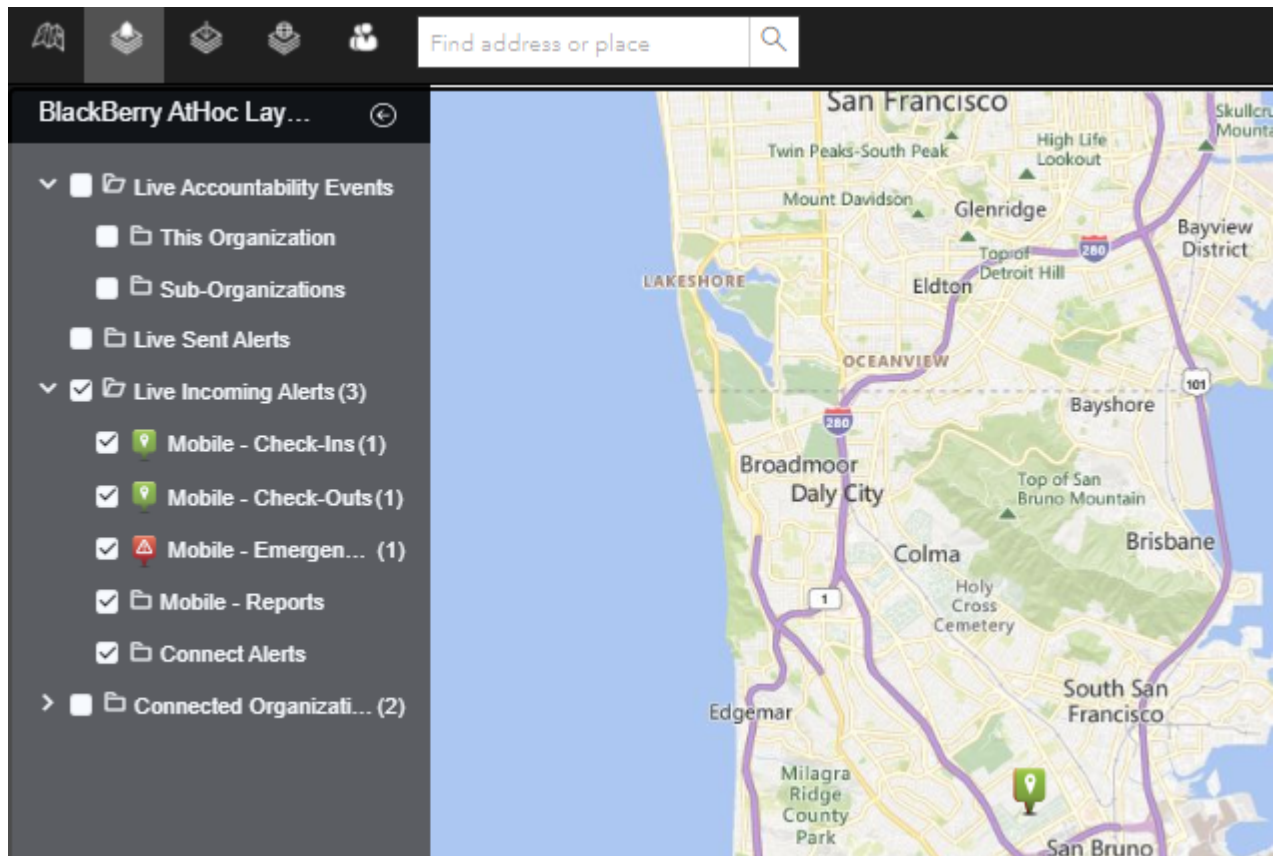 Find address or place
BlackBerry AtHoc Lay...
Live Accountability Events
This Organization
Sub-Organizations
Live Sent Alerts
Live Incoming Alerts (3)
Mobile - Check-Ins (1)
Mobile - Check-Outs (1)
Mobile - Emergen... (1)
Mobile - Reports
Connect Alerts
Connected Organizati... (2)
San Francisco
Twin Peaks-South Peak
High Life
Lookout
Mount Davidson
Glenridge
Bayview
District
Top of
Detroit Hill
280
LAKESHORE
Eldton
OCEANVIEW
101
Bayshore
280
Broadmoor
Daly City
Top of San
Bruno Mountain
Brisbane
Colma
Holy
Cross
Cemetery
1
South San
Francisco
Edgemar
Milagra
Ridge
County
Park
San Bruno